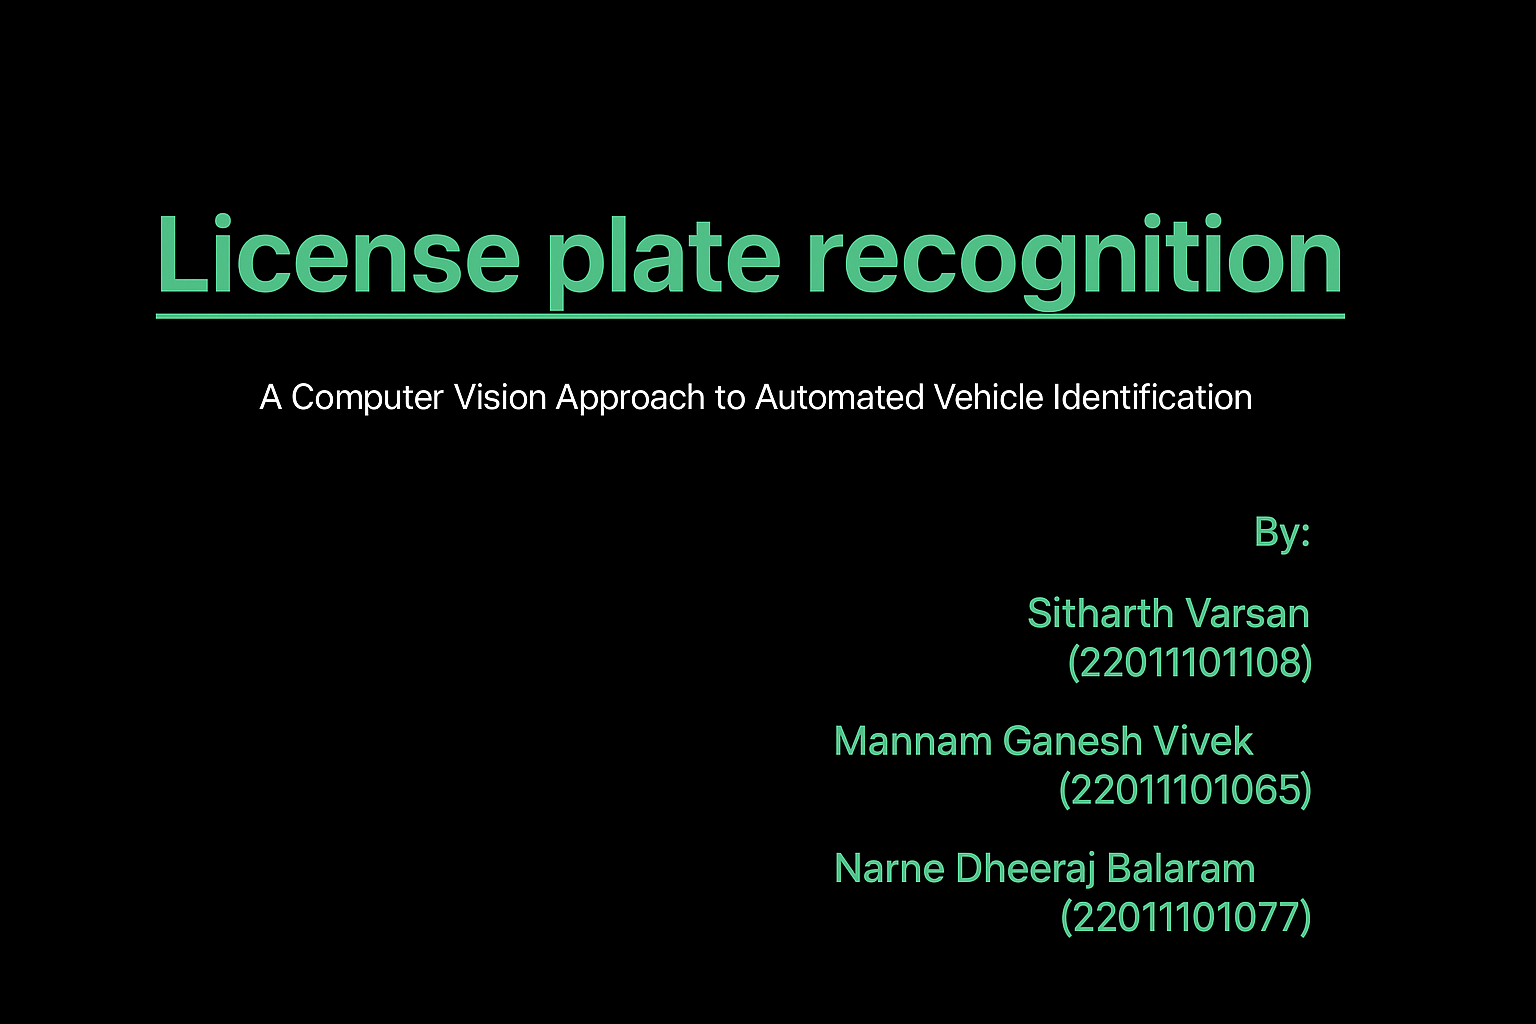 License plate recognition
A Computer Vision Approach to Automated Vehicle Identification
By:
Sitharth Varsan
(22011101108)
Mannam Ganesh Vivek
(22011101065)
Narne Dheeraj Balaram
(22011101077)